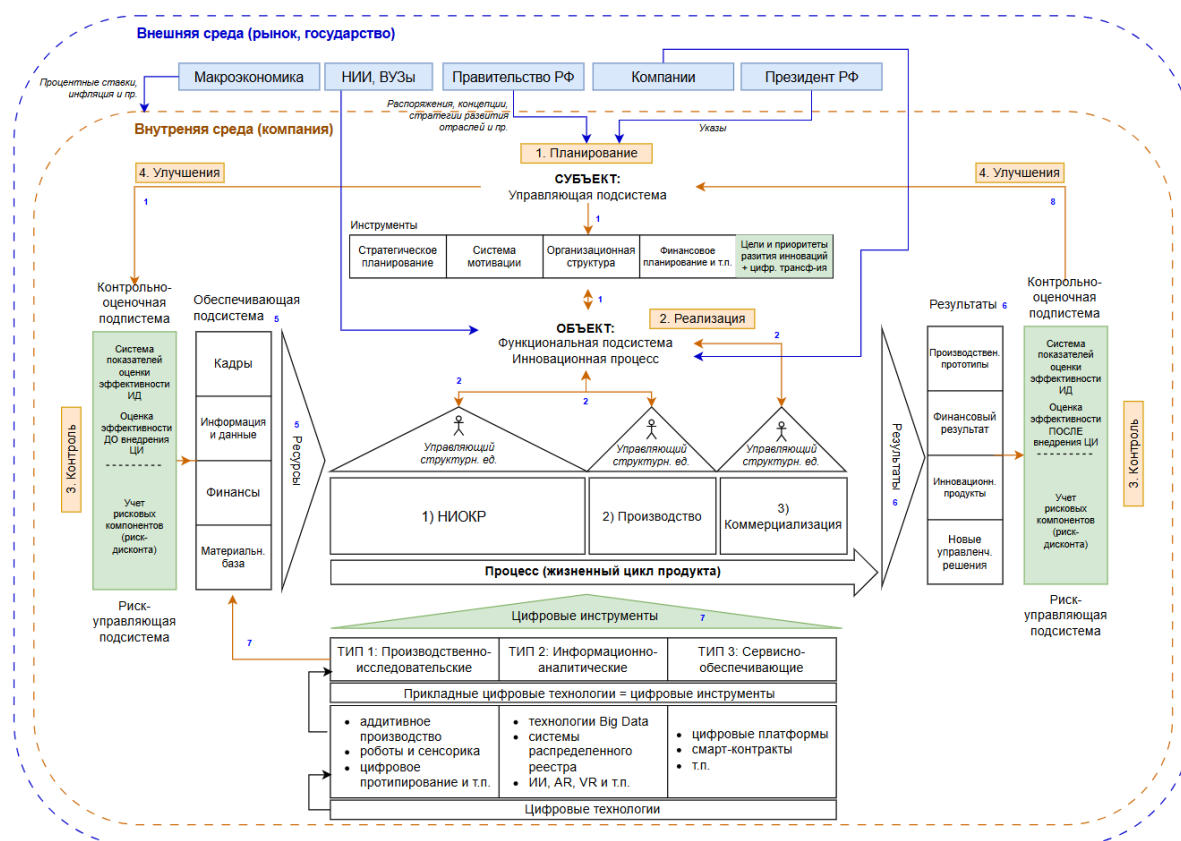 Внешняя среда (рынок, государство)
Макроэкономика
НИИ, ВУЗы
Правительство РФ
Компании
Президент РФ
Процентные ставки,
инфляция и пр.
Распоряжения, концепции,
стратегии развития
отраслей и пр.
Указы
Внутреняя среда (компания)
1. Планирование
4. Улучшения
4. Улучшения
СУБЪЕКТ:
Управляющая подсистема
1
8
1
Инструменты
Стратегическое
планирование
Система
мотивации
Организационная
структура
Финансовое
планирование и т.п.
Цели и приоритеты
разития инноваций
+ цифр. трансф-ия
1
Контрольно-
оценочная
подпистема
Обеспечивающая
подсистема 5
2. Реализация
ОБЪЕКТ:
Функциональная подсистема
Инновационная процесс
2
Результаты 6
Контрольно-
оценочная
подпистема
3. Контроль
Система
показателей
оценки
эффективности
ИД
Оценка
эффективности
ДО внедрения
ЦИ
Учет
рисковых
компонентов
(риск-
дисконта)
Кадры
Информация
и данные
Финансы
Материальн.
база
5
Ресурсы
2
2
Управляющий
структурн. ед.
Управляющий
структурн. ед.
Управляющий
структурн. ед.
1) НИОКР
2) Производство
3)
Коммерциализация
Процесс (жизненный цикл продукта)
Результаты
6
Производствен.
прототипы
Финансовый
результат
Инновационн.
продукты
Новые
управленч.
решения
Система
показателей
оценки
эффективности
ИД
Оценка
эффективности
ПОСЛЕ
внедрения ЦИ
Учет
рисковых
компонентов
(риск-
дисконта)
3. Контроль
Риск-
управляющая
подсистема
Риск-
управляющая
подсистема
7
Цифровые инструменты 7
ТИП 1: Производственно-
исследовательские
ТИП 2: Информационно-
аналитические
ТИП 3: Сервисно-
обеспечивающие
Прикладные цифровые технологии = цифровые инструменты
• аддитивное
производство
• роботы и сенсорика
• цифровое
протипирование и т.п.
• технологии Big Data
• системы
распределенного
реестра
• ИИ, AR, VR и т.п.
• цифровые платформы
• смарт-контракты
• т.п.
Цифровые технологии